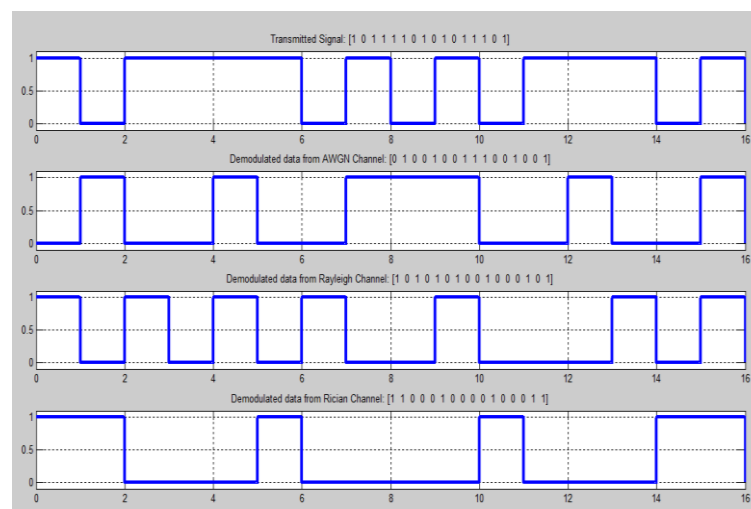 Transmitted Signal: [1 0 1 1 1 1 0 1 0 1 0 1 1 1 0 1]
1
0.5
0
0 2 4 6 8 10 12 14 16
Demodulated data from AWGN Channel: [0 1 0 0 1 0 0 1 1 1 0 0 1 0 0 1]
1
0.5
0
0 2 4 6 8 10 12 14 16
Demodulated data from Rayleigh Channel: [1 0 1 0 1 0 1 0 0 1 0 0 0 1 0 1]
1
0.5
0
0 2 4 6 8 10 12 14 16
Demodulated data from Rician Channel: [1 1 0 0 0 1 0 0 0 0 1 0 0 0 1 1]
1
0.5
0
0 2 4 6 8 10 12 14 16